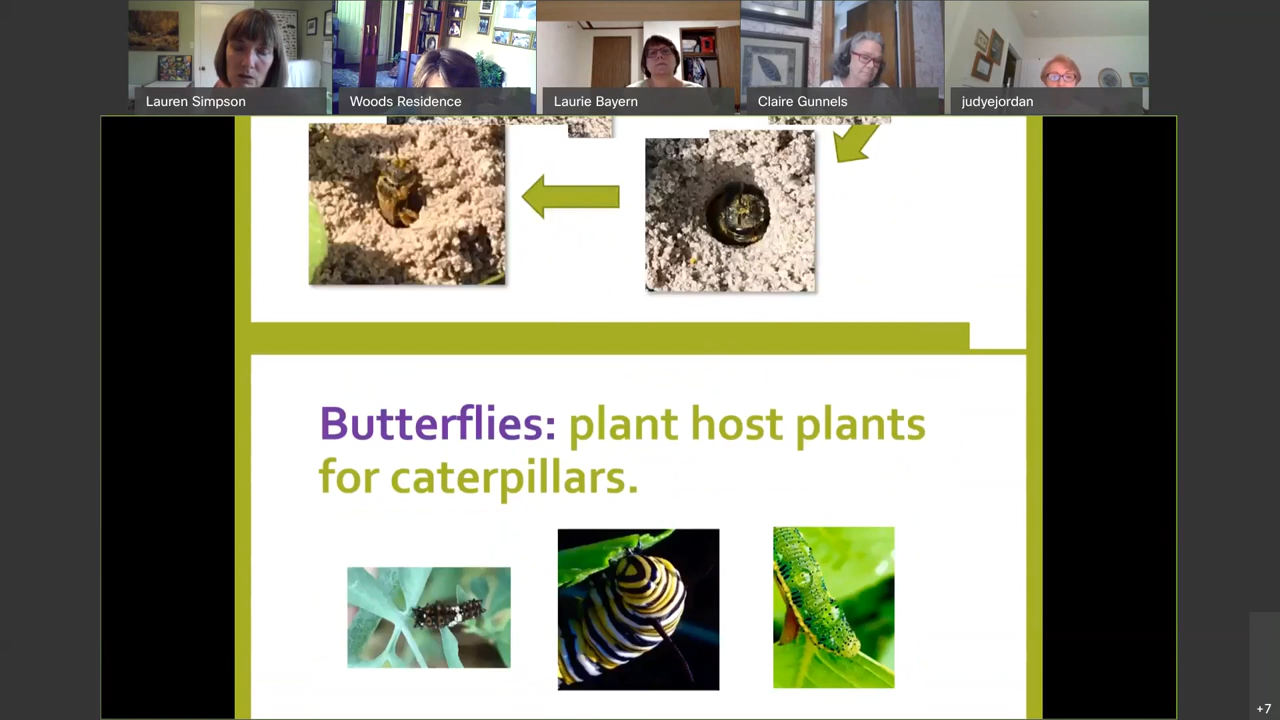 Lauren Simpson
Woods Residence
Laurie Bayern
Claire Gunnels
judyejordan
Butterflies: plant host plants
for caterpillars.
+7